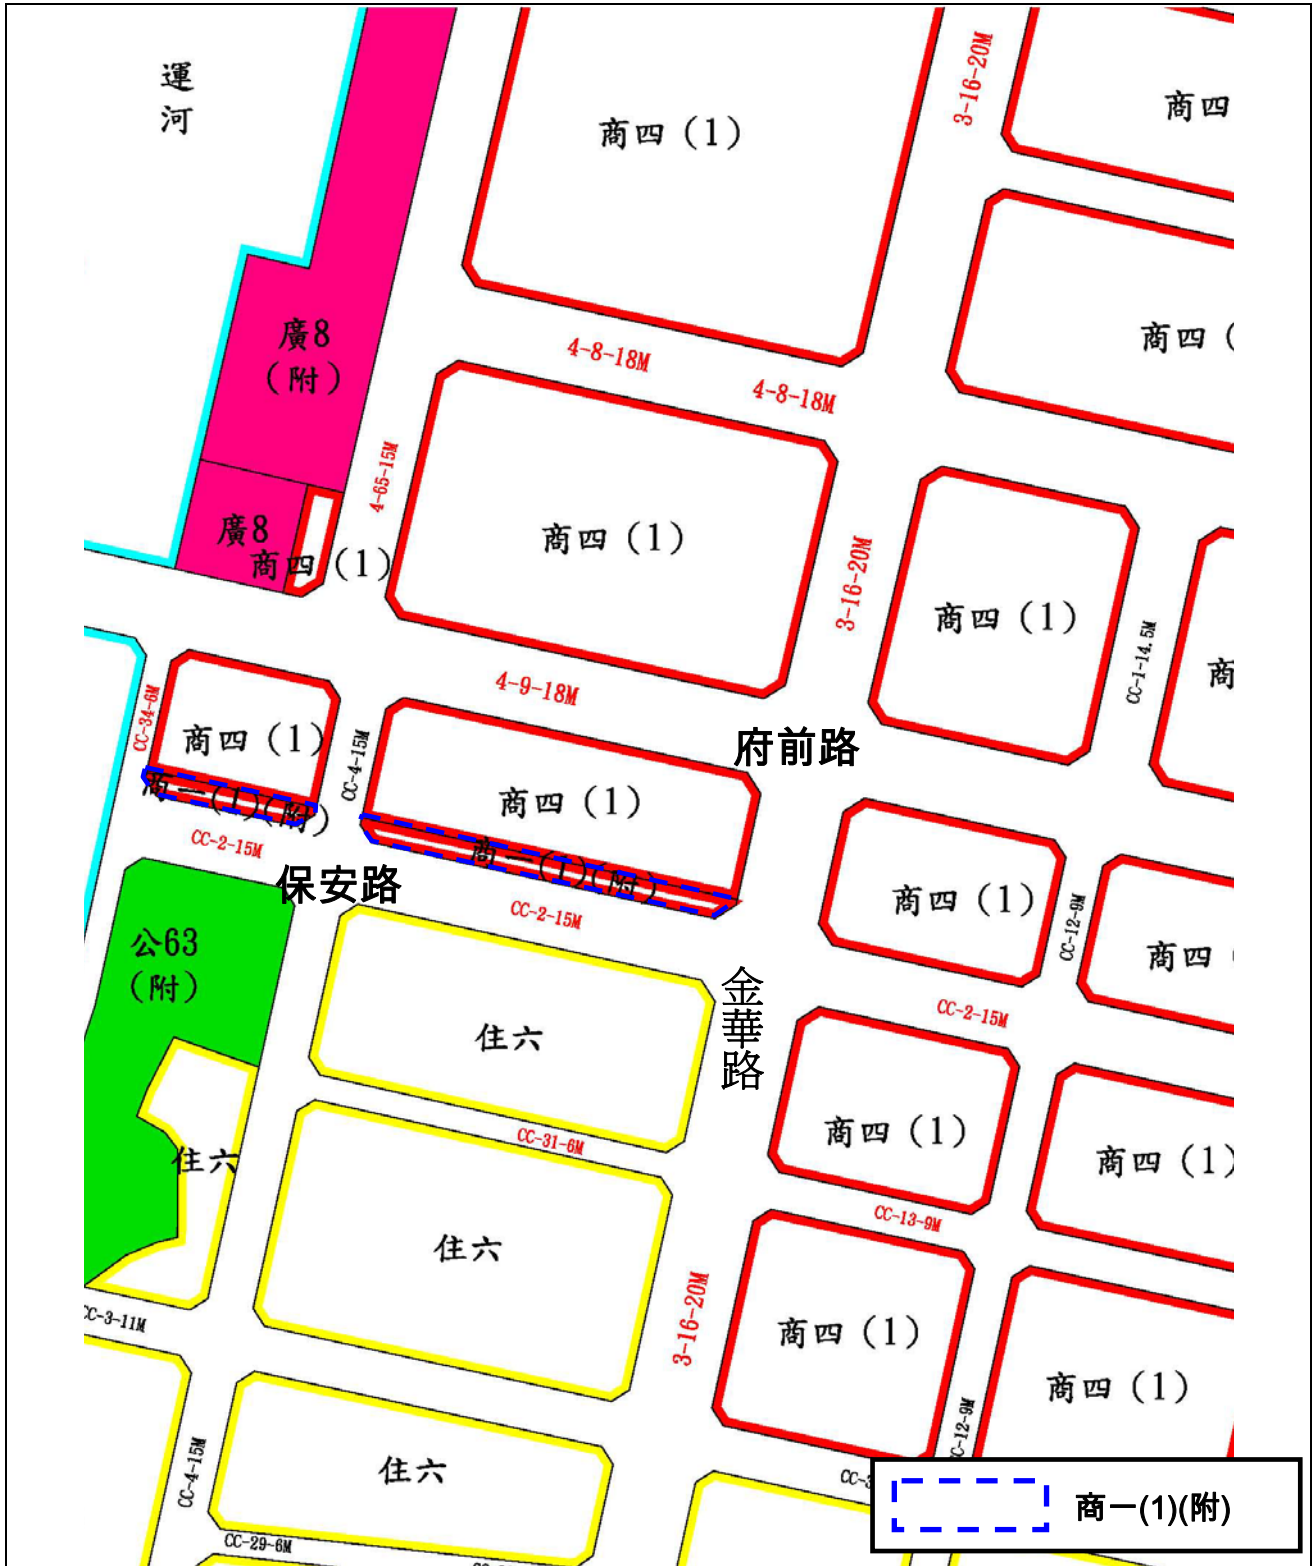 運
河
3-16-20M
商四（1）
商四
廣8
（附）
4-8-18M
4-8-18M
商四（
4-65-15M
廣8
商四（1）
商四（1）
3-16-20M
商四（1）
CC-1-14.5M
商
4-9-18M
CC-34-6M
商四（1）
CC-4-15M
府前路
商四（1）
商一(1)(附)
商一(1)(附)
CC-2-15M
保安路
CC-2-15M
商四（1）
CC-12-9M
商四
公63
（附）
金
華
路
CC-2-15M
住六
CC-31-6M
商四（1）
商四（1）
住六
CC-13-9M
住六
3-16-20M
商四（1）
商四（1）
CC-3-11M
CC-12-9M
CC-4-15M
住六
CC-29-6M
商一(1)(附)